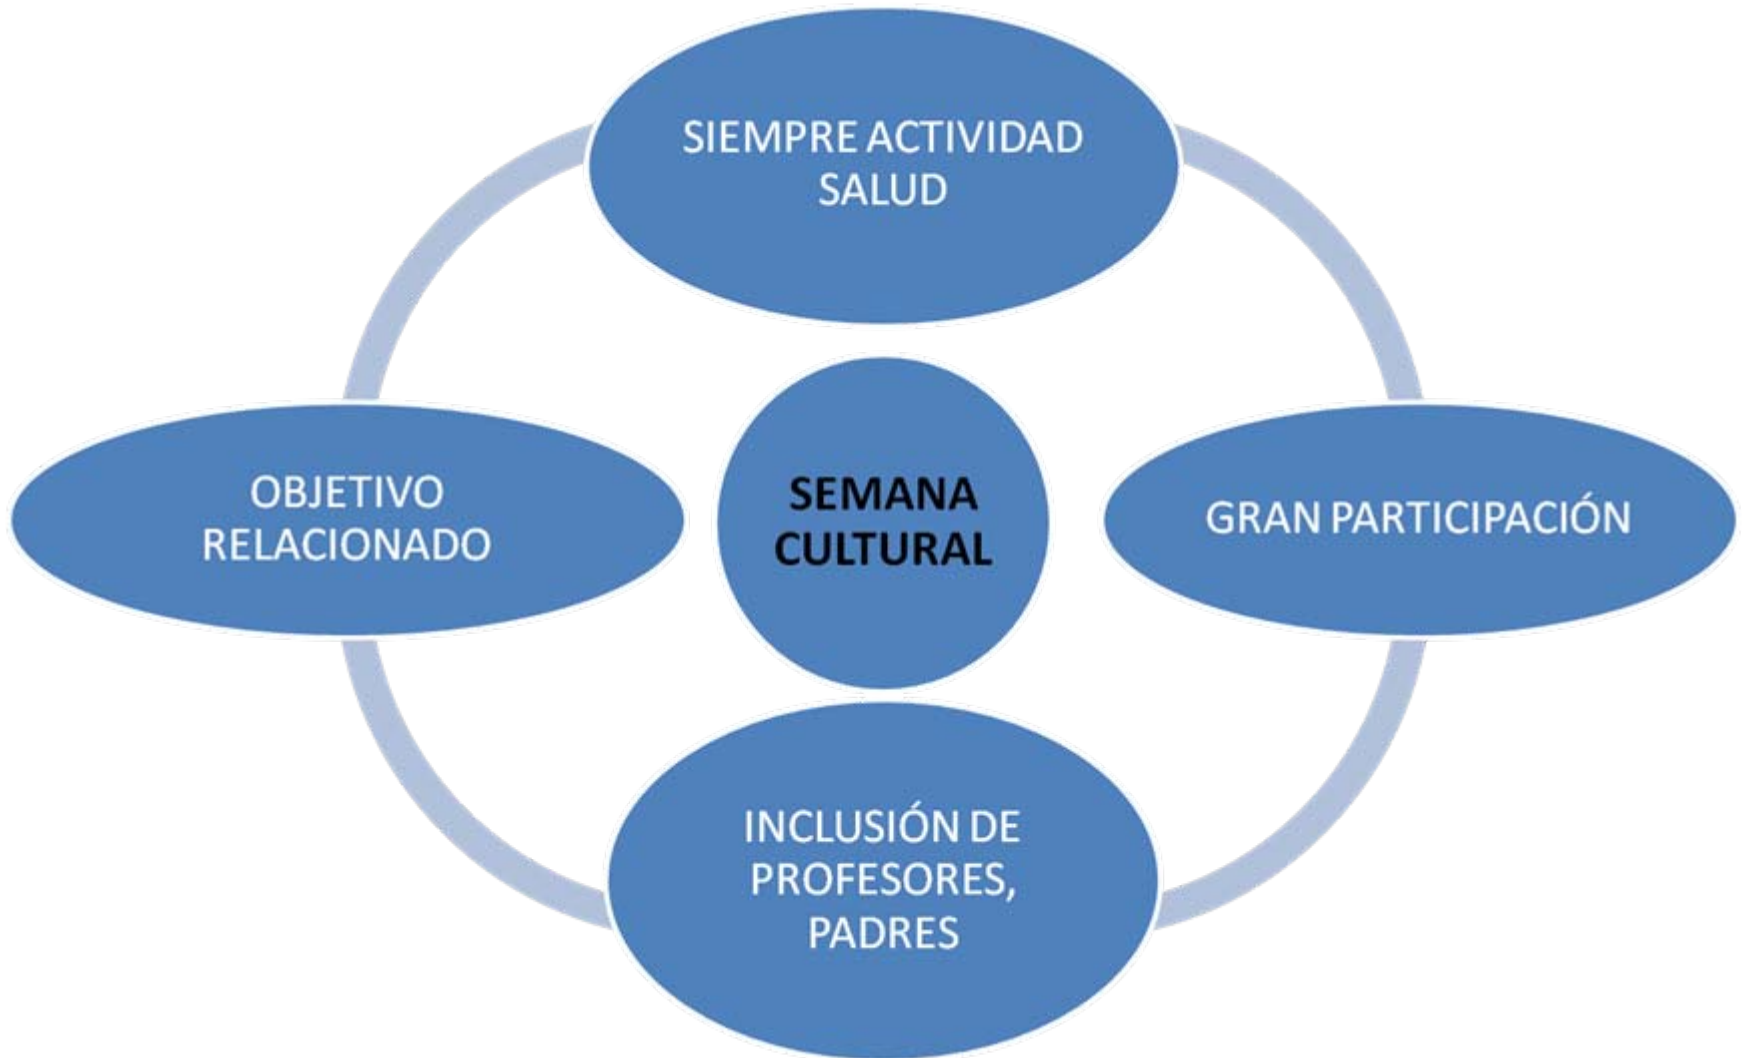 SIEMPRE ACTIVIDAD
SALUD
OBJETIVO
RELACIONADO
SEMANA
CULTURAL
GRAN PARTICIPACIÓN
INCLUSIÓN DE
PROFESORES,
PADRES